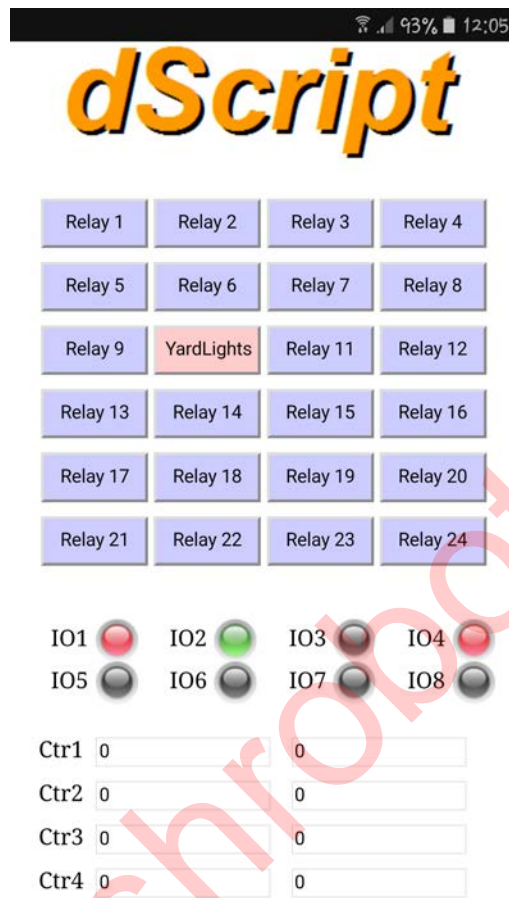 93% 12:05
dScript
Relay 1 Relay 2 Relay 3 Relay 4
Relay 5 Relay 6 Relay 7 Relay 8
Relay 9 YardLights Relay 11 Relay 12
Relay 13 Relay 14 Relay 15 Relay 16
Relay 17 Relay 18 Relay 19 Relay 20
Relay 21 Relay 22 Relay 23 Relay 24
IO1 IO2 IO3 IO4
IO5 IO6 IO7 IO8
Ctr1 0 0
Ctr2 0 0
Ctr3 0 0
Ctr4 0 0
hrobot